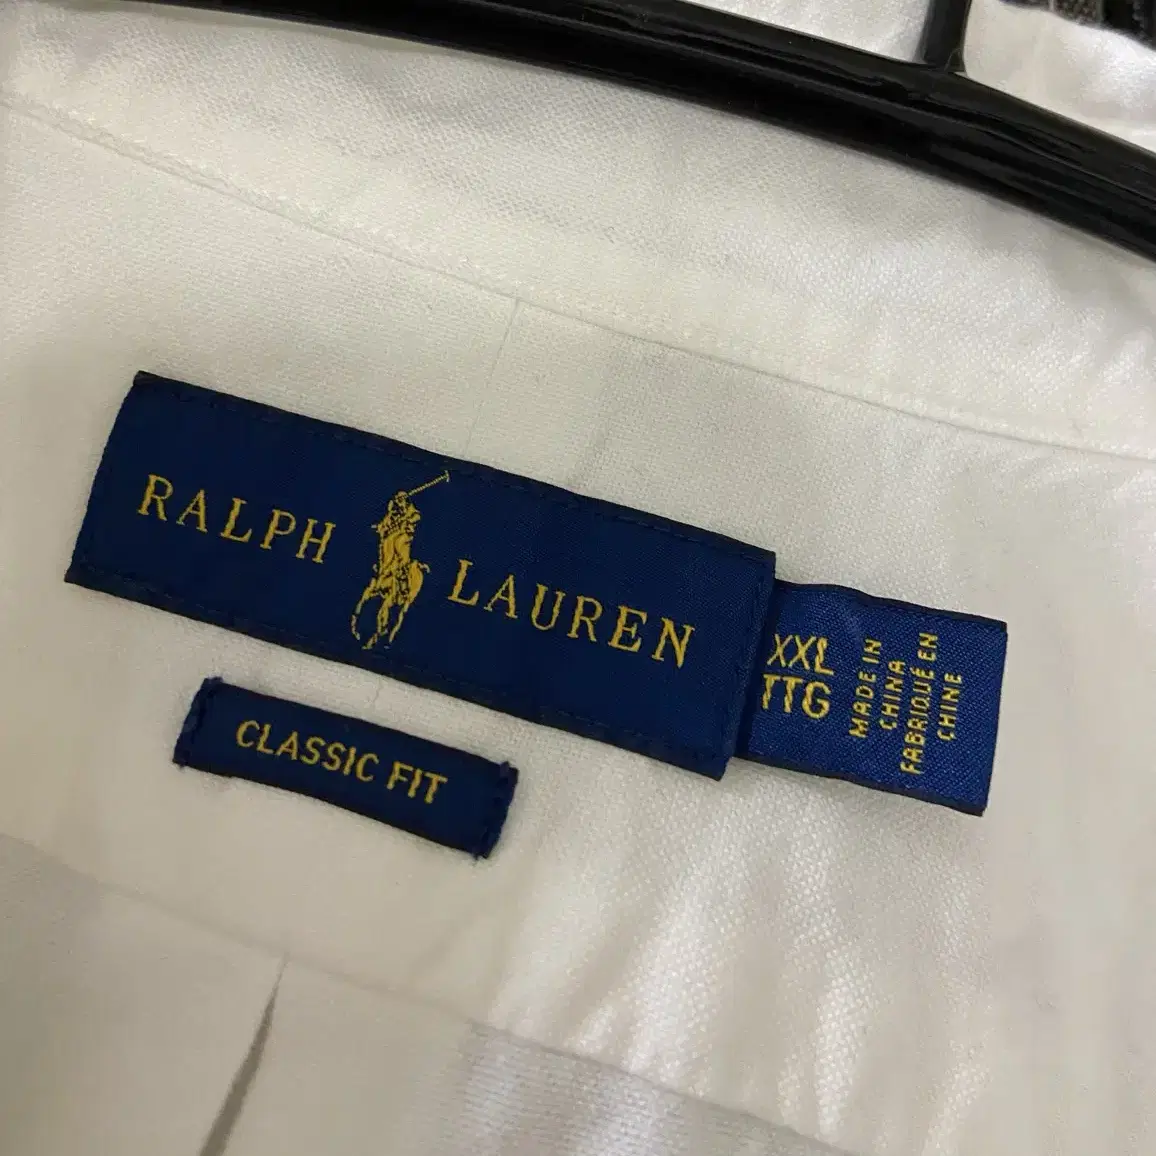 RALPH LAUREN
XXL
TTG
MADE IN
CHINA
FABRIQUÉ EN
CHINE
CLASSIC FIT